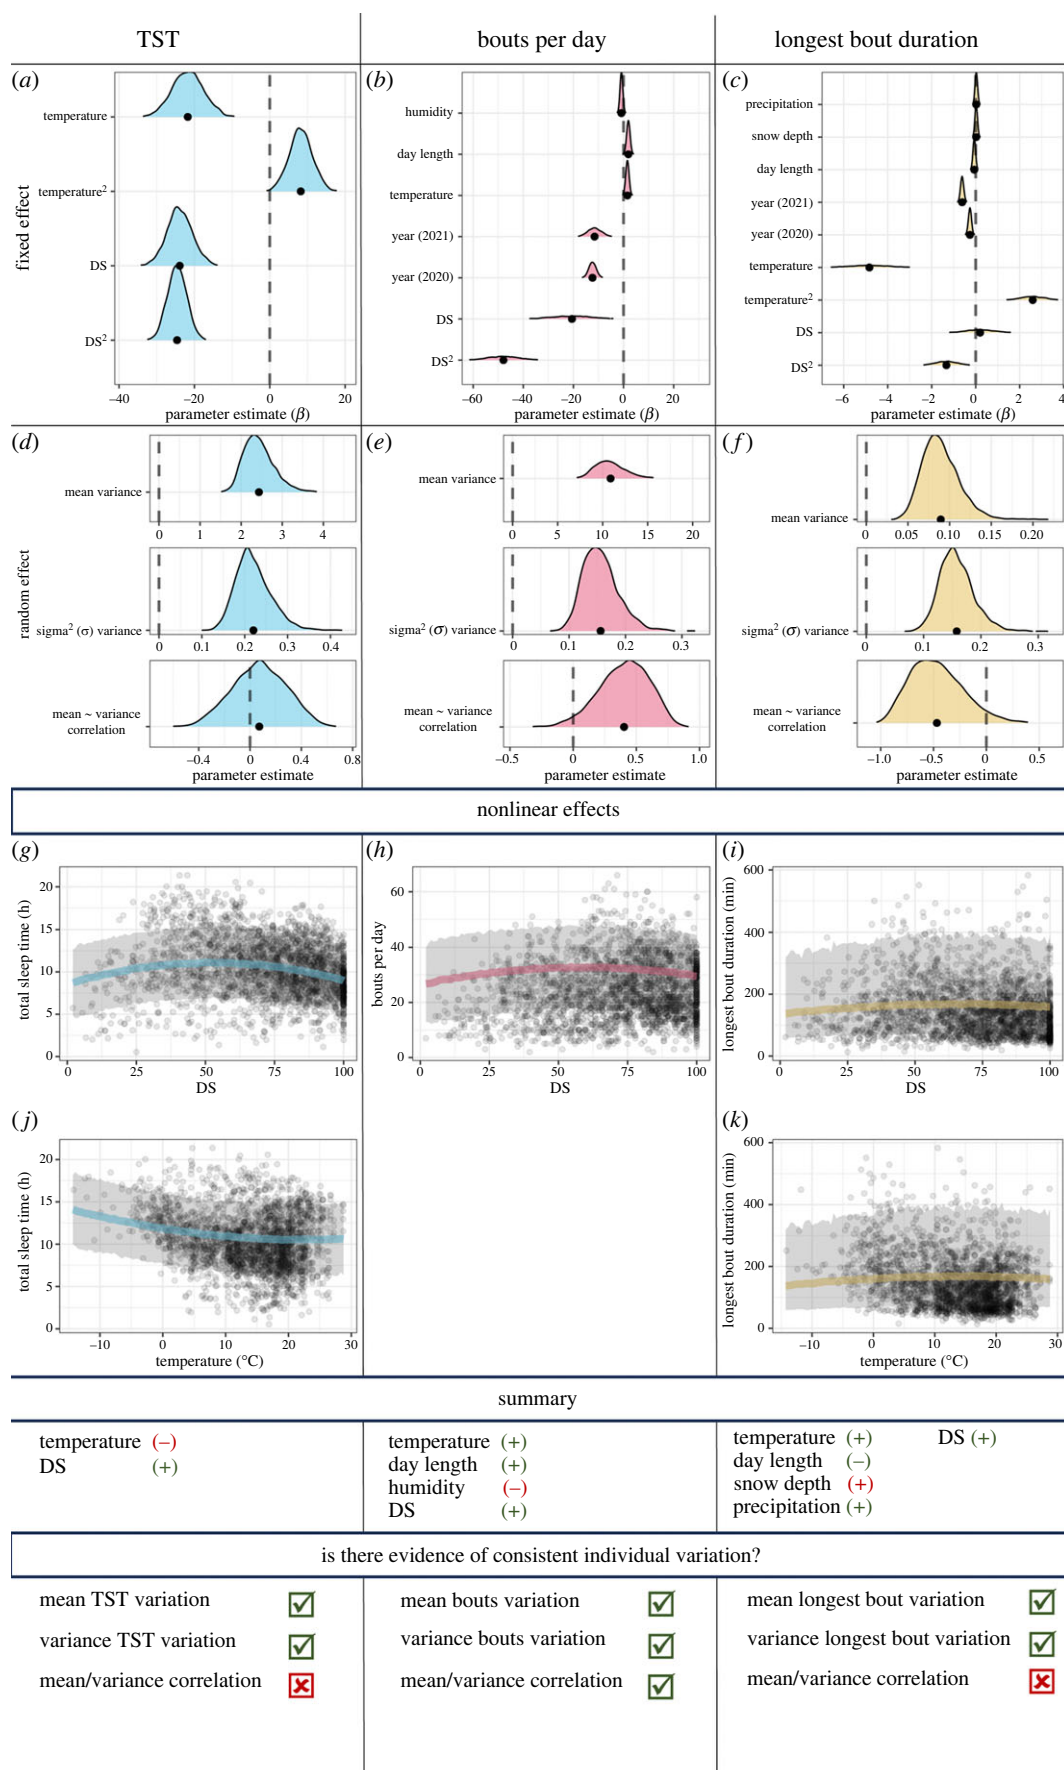 TST bouts per day longest bout duration
(a) (b) (c)
fixed effect
temperature
temperature²
DS
DS²
–40 –20 0 20
parameter estimate (β)
humidity
day length
temperature
year (2021)
year (2020)
DS
DS²
–60 –40 –20 0 20
parameter estimate (β)
precipitation
snow depth
day length
year (2021)
year (2020)
temperature
temperature²
DS
DS²
–6 –4 –2 0 2 4
parameter estimate (β)
(d) (e) (f)
random effect
mean variance
0 1 2 3 4
sigma² (σ) variance
0 0.1 0.2 0.3 0.4
mean ~ variance
correlation
–0.4 0 0.4 0.8
parameter estimate
mean variance
0 5 10 15 20
sigma² (σ) variance
0 0.1 0.2 0.3
mean ~ variance
correlation
–0.5 0 0.5 1.0
parameter estimate
mean variance
0 0.05 0.10 0.15 0.20
sigma² (σ) variance
0 0.1 0.2 0.3
mean ~ variance
correlation
–1.0 –0.5 0 0.5
parameter estimate
nonlinear effects
(g) (h) (i)
total sleep time (h)
20
15
10
5
0
0 25 50 75 100
DS
bouts per day
60
40
20
0
0 25 50 75 100
DS
longest bout duration (min)
600
400
200
0
0 25 50 75 100
DS
(j) (k)
total sleep time (h)
20
15
10
5
0
–10 0 10 20 30
temperature (°C)
longest bout duration (min)
600
400
200
0
–10 0 10 20 30
temperature (°C)
summary
temperature (–)
DS (+)
temperature (+)
day length (+)
humidity (–)
DS (+)
temperature (+) DS (+)
day length (–)
snow depth (+)
precipitation (+)
is there evidence of consistent individual variation?
mean TST variation
variance TST variation
mean/variance correlation
mean bouts variation
variance bouts variation
mean/variance correlation
mean longest bout variation
variance longest bout variation
mean/variance correlation